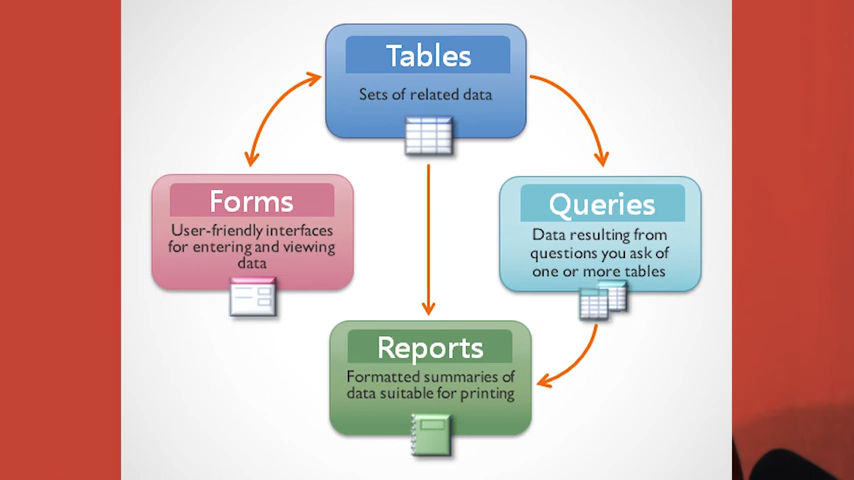 Tables
Sets of related data
Forms
User-friendly interfaces
for entering and viewing
data
Queries
Data resulting from
questions you ask of
one or more tables
Reports
Formatted summaries of
data suitable for printing